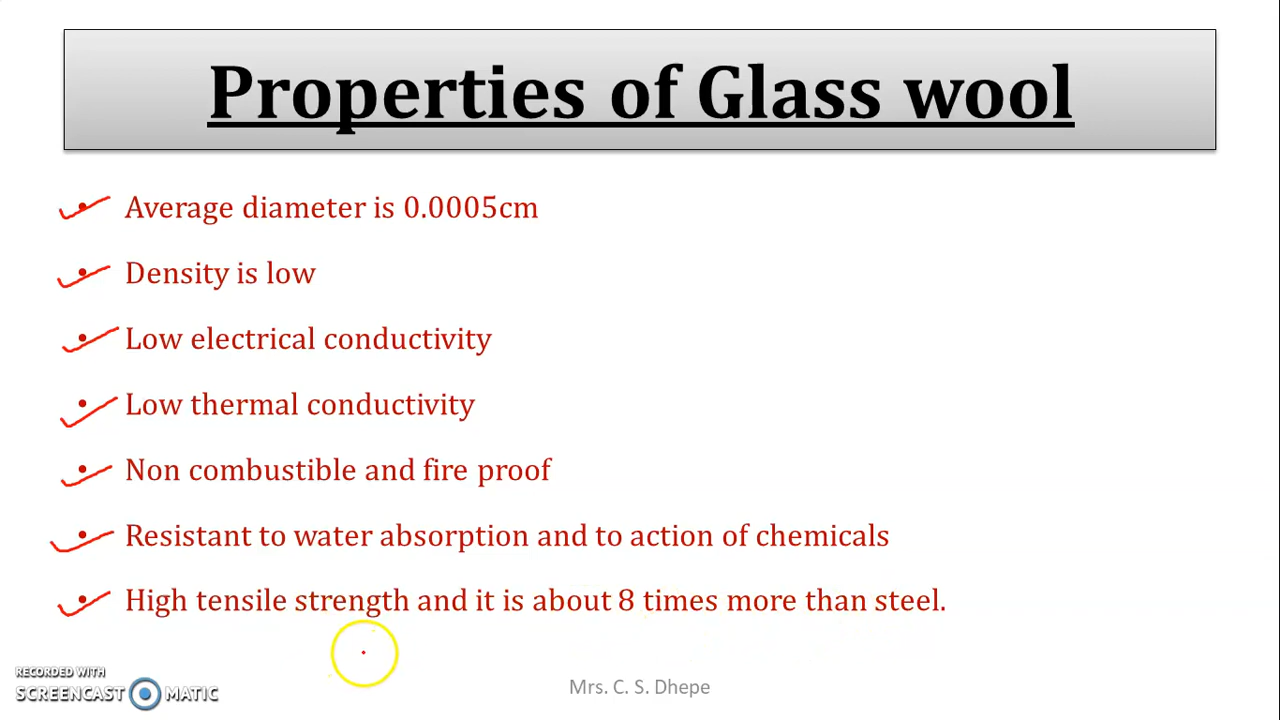 Properties of Glass wool
• Average diameter is 0.0005cm
• Density is low
• Low electrical conductivity
• Low thermal conductivity
• Non combustible and fire proof
• Resistant to water absorption and to action of chemicals
• High tensile strength and it is about 8 times more than steel.
RECORDED WITH
SCREENCAST MATIC
Mrs. C. S. Dhepe